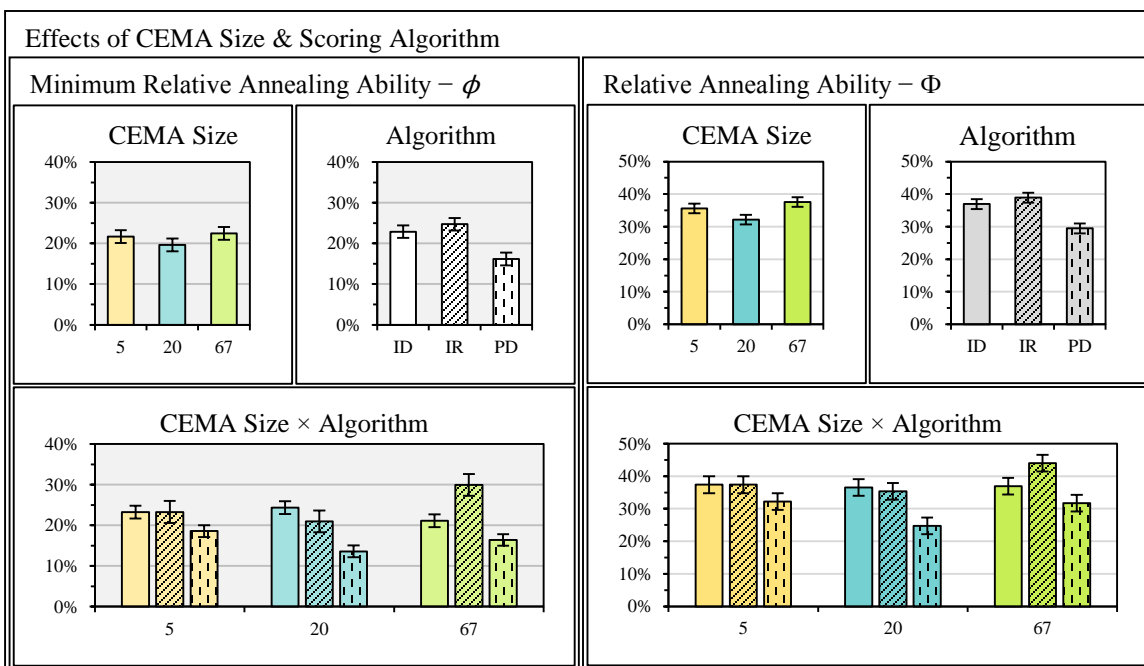 Effects of CEMA Size & Scoring Algorithm
Minimum Relative Annealing Ability − ϕ
CEMA Size
40%
30%
20%
10%
0%
5 20 67
Algorithm
40%
30%
20%
10%
0%
ID IR PD
CEMA Size × Algorithm
40%
30%
20%
10%
0%
5 20 67
Relative Annealing Ability − Φ
CEMA Size
50%
40%
30%
20%
10%
0%
5 20 67
Algorithm
50%
40%
30%
20%
10%
0%
ID IR PD
CEMA Size × Algorithm
50%
40%
30%
20%
10%
0%
5 20 67